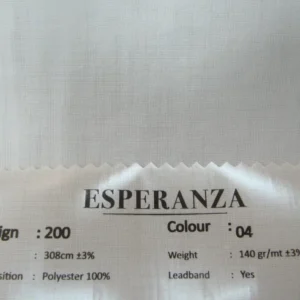 ESPERANZA
ign : 200 Colour : 04
: 308cm ±3% Weight : 140 gr/mt ±3%
sition : Polyester 100% Leadband : Yes